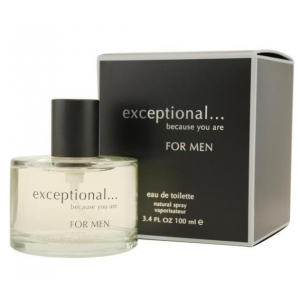 exceptional...
because you are
FOR MEN
eau de toilette
natural spray
vaporisateur
3.4 FL OZ 100 ml e
exceptional...
because you are
FOR MEN